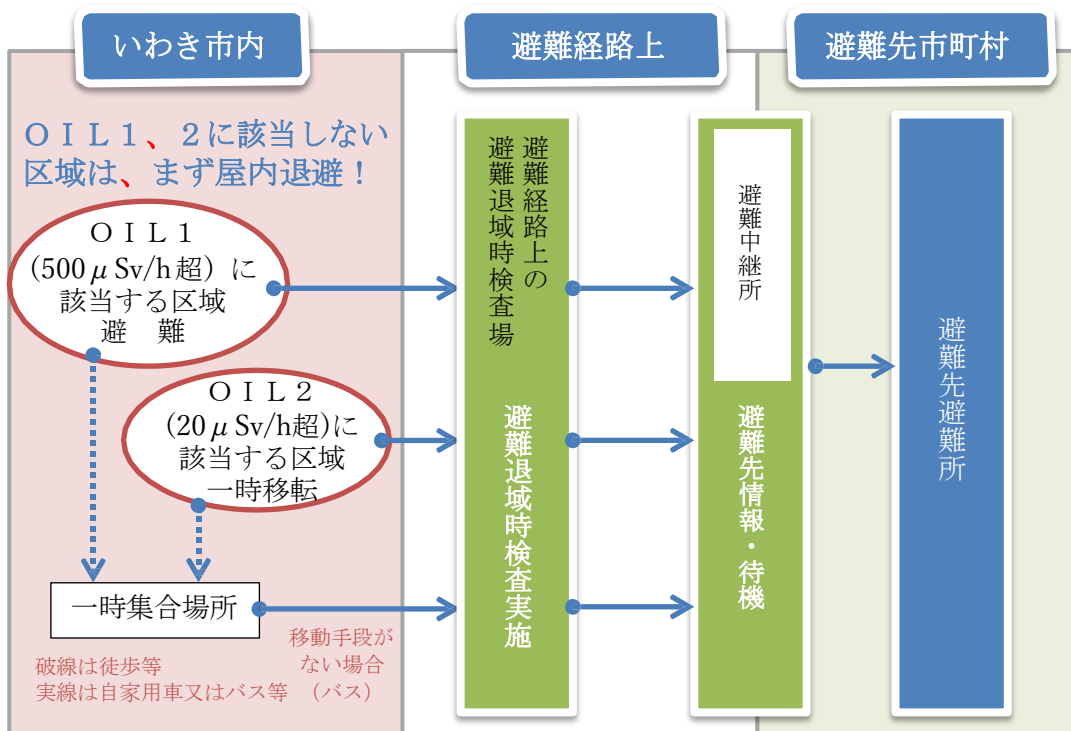 いわき市内
避難経路上
避難先市町村
ＯＩＬ１、２に該当しない
区域は、まず屋内退避！
ＯＩＬ１
(500μSv/h超）に
該当する区域
避　難
ＯＩＬ２
(20μSv/h超)に
該当する区域
一時移転
一時集合場所
破線は徒歩等
実線は自家用車又はバス等
移動手段が
ない場合
（バス）
避難経路上の
避難退域時検査場
避難退域時検査実施
避難中継所
避難先情報・待機
避難先避難所